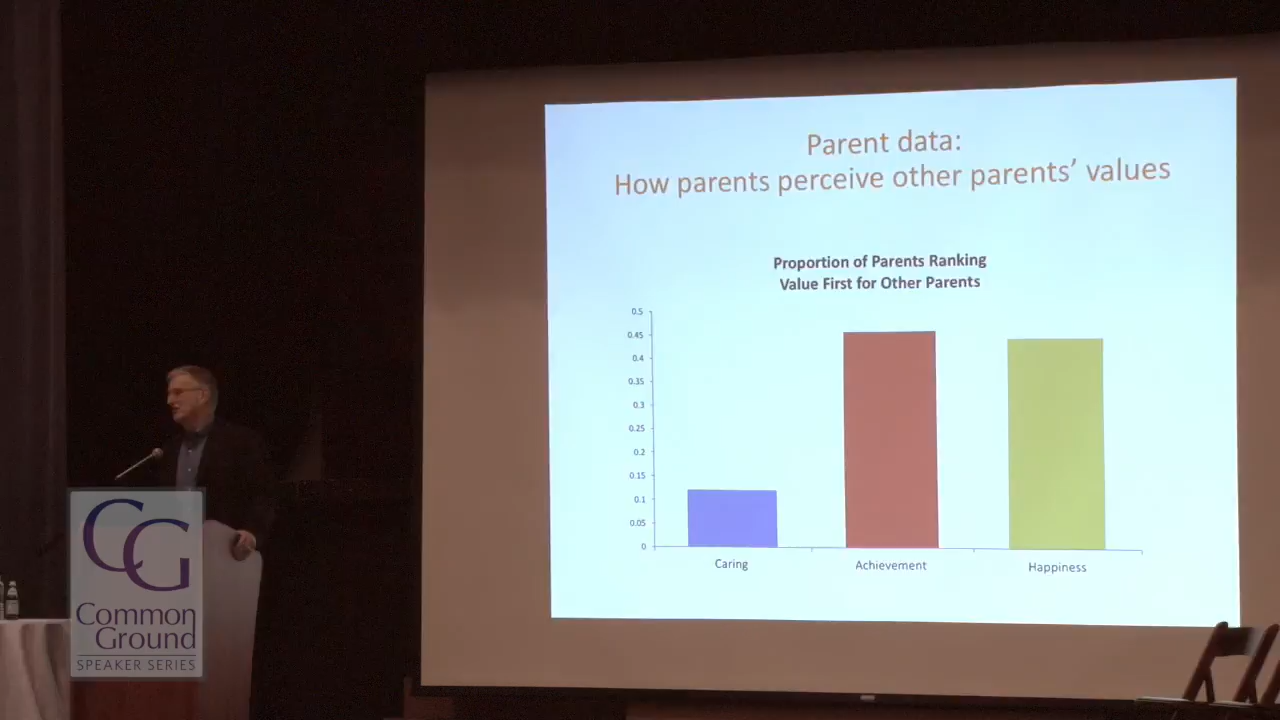 Parent data:
How parents perceive other parents’ values
Proportion of Parents Ranking
Value First for Other Parents
0.5
0.45
0.4
0.35
0.3
0.25
0.2
0.15
0.1
0.05
0
Caring
Achievement
Happiness
CG
Common
Ground
SPEAKER SERIES